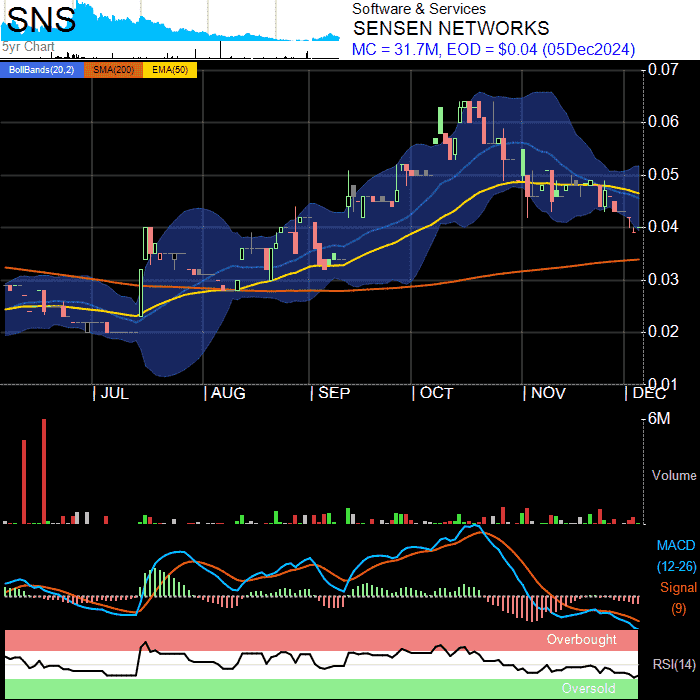 SNS
5yr Chart
Software & Services
SENSEN NETWORKS
MC = 31.7M, EOD = $0.04 (05Dec2024)
BollBands(20,2) SMA(200) EMA(50)
0.07
0.06
0.05
0.04
0.03
0.02
0.01
JUL AUG SEP OCT NOV DEC
6M
Volume
MACD
(12-26)
Signal
(9)
Overbought
RSI(14)
Oversold